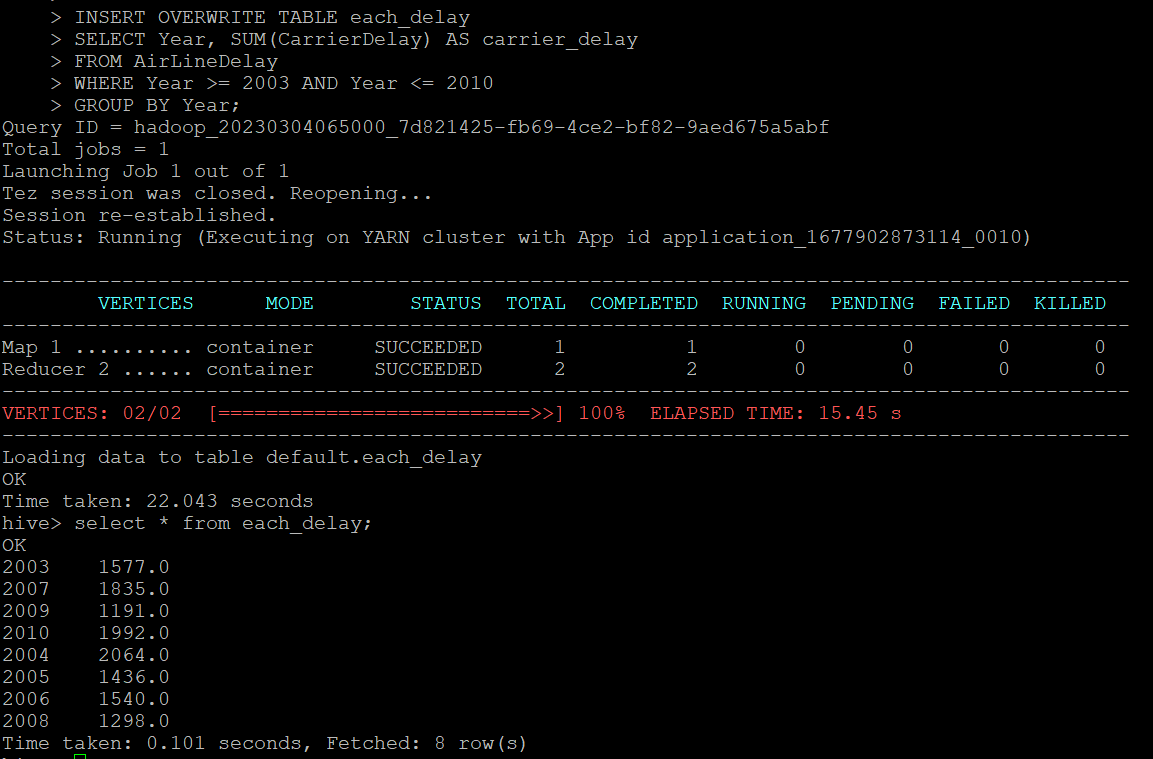 > INSERT OVERWRITE TABLE each_delay
> SELECT Year, SUM(CarrierDelay) AS carrier_delay
> FROM AirLineDelay
> WHERE Year >= 2003 AND Year <= 2010
> GROUP BY Year;
Query ID = hadoop_20230304065000_7d821425-fb69-4ce2-bf82-9aed675a5abf
Total jobs = 1
Launching Job 1 out of 1
Tez session was closed. Reopening...
Session re-established.
Status: Running (Executing on YARN cluster with App id application_1677902873114_0010)
----------------------------------------------------------------------------------------------
VERTICES MODE STATUS TOTAL COMPLETED RUNNING PENDING FAILED KILLED
----------------------------------------------------------------------------------------------
Map 1 .......... container SUCCEEDED 1 1 0 0 0 0
Reducer 2 ...... container SUCCEEDED 2 2 0 0 0 0
----------------------------------------------------------------------------------------------
VERTICES: 02/02 [==========================>>] 100% ELAPSED TIME: 15.45 s
----------------------------------------------------------------------------------------------
Loading data to table default.each_delay
OK
Time taken: 22.043 seconds
hive> select * from each_delay;
OK
2003 1577.0
2007 1835.0
2009 1191.0
2010 1992.0
2004 2064.0
2005 1436.0
2006 1540.0
2008 1298.0
Time taken: 0.101 seconds, Fetched: 8 row(s)